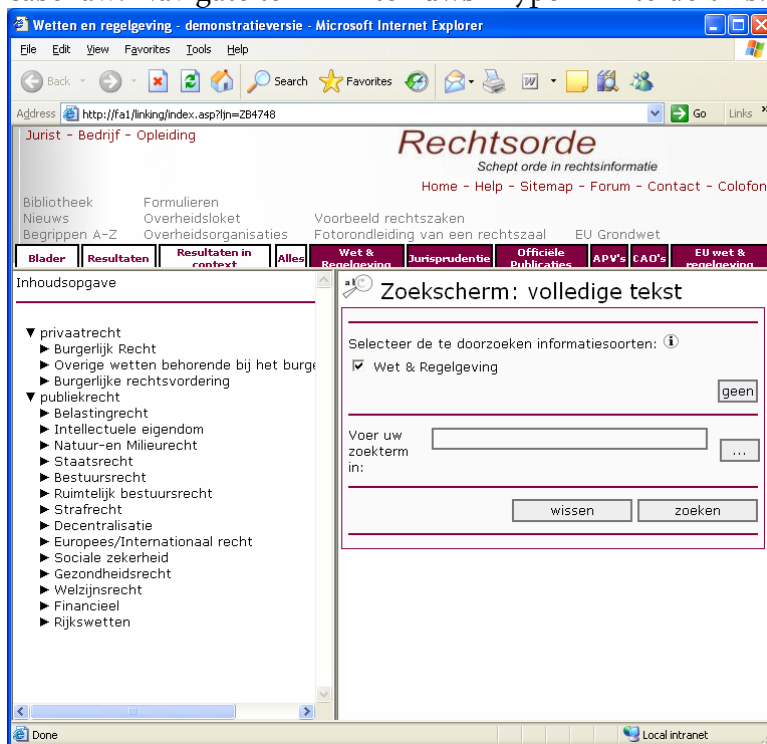 Wetten en regelgeving - demonstratieversie - Microsoft Internet Explorer
File Edit View Favorites Tools Help
Back Search Favorites
Address http://fa1/linking/index.asp?ljn=ZB4748 Go Links »
Jurist - Bedrijf - Opleiding
Rechtsorde
Schept orde in rechtsinformatie
Home - Help - Sitemap - Forum - Contact - Colofon
Bibliotheek Formulieren
Nieuws Overheidsloket Voorbeeld rechtszaken
Begrippen A-Z Overheidsorganisaties Fotorondleiding van een rechtszaal EU Grondwet
Blader Resultaten Resultaten in context Alles Wet & Regelgeving Jurisprudentie Officiële Publicaties APV's CAO's EU wet & regelgeving
Inhoudsopgave
▼ privaatrecht
► Burgerlijk Recht
► Overige wetten behorende bij het burge
► Burgerlijke rechtsvordering
▼ publiekrecht
► Belastingrecht
► Intellectuele eigendom
► Natuur-en Milieurecht
► Staatsrecht
► Bestuursrecht
► Ruimtelijk bestuursrecht
► Strafrecht
► Decentralisatie
► Europees/Internationaal recht
► Sociale zekerheid
► Gezondheidsrecht
► Welzijnsrecht
► Financieel
► Rijkswetten
Zoekscherm: volledige tekst
Selecteer de te doorzoeken informatiesoorten:
Wet & Regelgeving
geen
Voer uw
zoekterm
in:
...
wissen zoeken
Done Local intranet